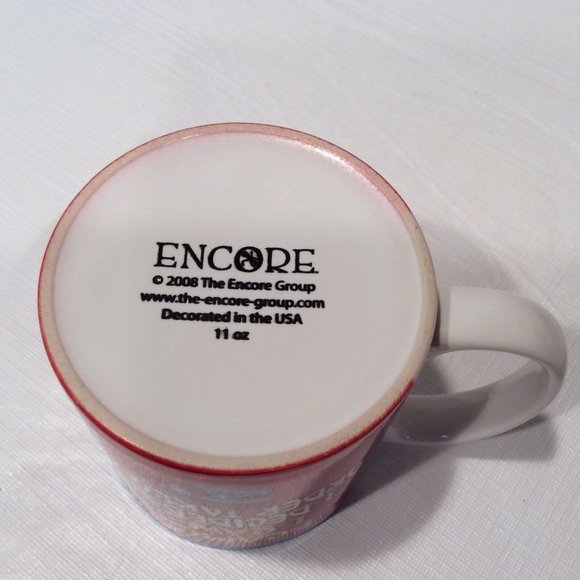 ENCORE
© 2008 The Encore Group
www.the-encore-group.com
Decorated in the USA
11 oz